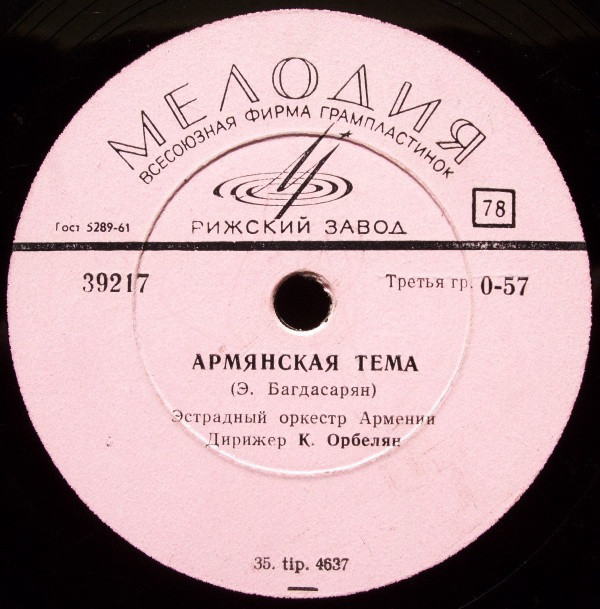 МЕЛОДИЯ
ВСЕСОЮЗНАЯ ФИРМА ГРАМПЛАСТИНОК
РИЖСКИЙ ЗАВОД
78
Гост 5289-61
39217
Третья гр. 0-57
АРМЯНСКАЯ ТЕМА
(Э. Багдасарян)
Эстрадный оркестр Армении
Дирижер К. Орбелян
35. tip. 4637